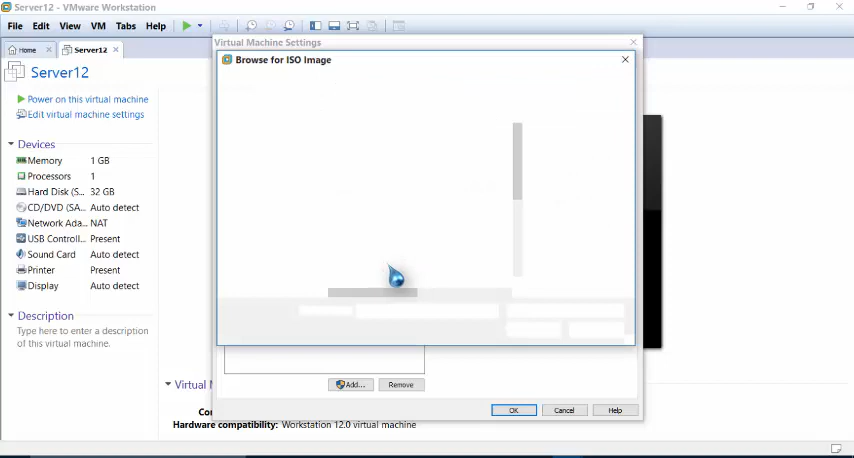 Server12 - VMware Workstation
File Edit View VM Tabs Help
Home Server12
Server12
Power on this virtual machine
Edit virtual machine settings
Devices
Memory 1 GB
Processors 1
Hard Disk (S... 32 GB
CD/DVD (SA... Auto detect
Network Ada... NAT
USB Controll... Present
Sound Card Auto detect
Printer Present
Display Auto detect
Description
Type here to enter a description
of this virtual machine.
Virtual Machine Settings
Browse for ISO Image
Add... Remove
OK Cancel Help
Virtual
Hardware compatibility: Workstation 12.0 virtual machine